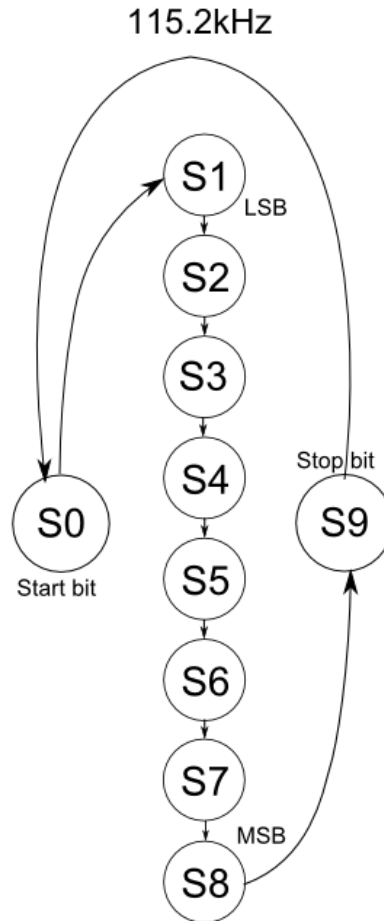 115.2kHz
S1
LSB
S2
S3
S4
Stop bit
S0
S9
Start bit
S5
S6
S7
MSB
S8